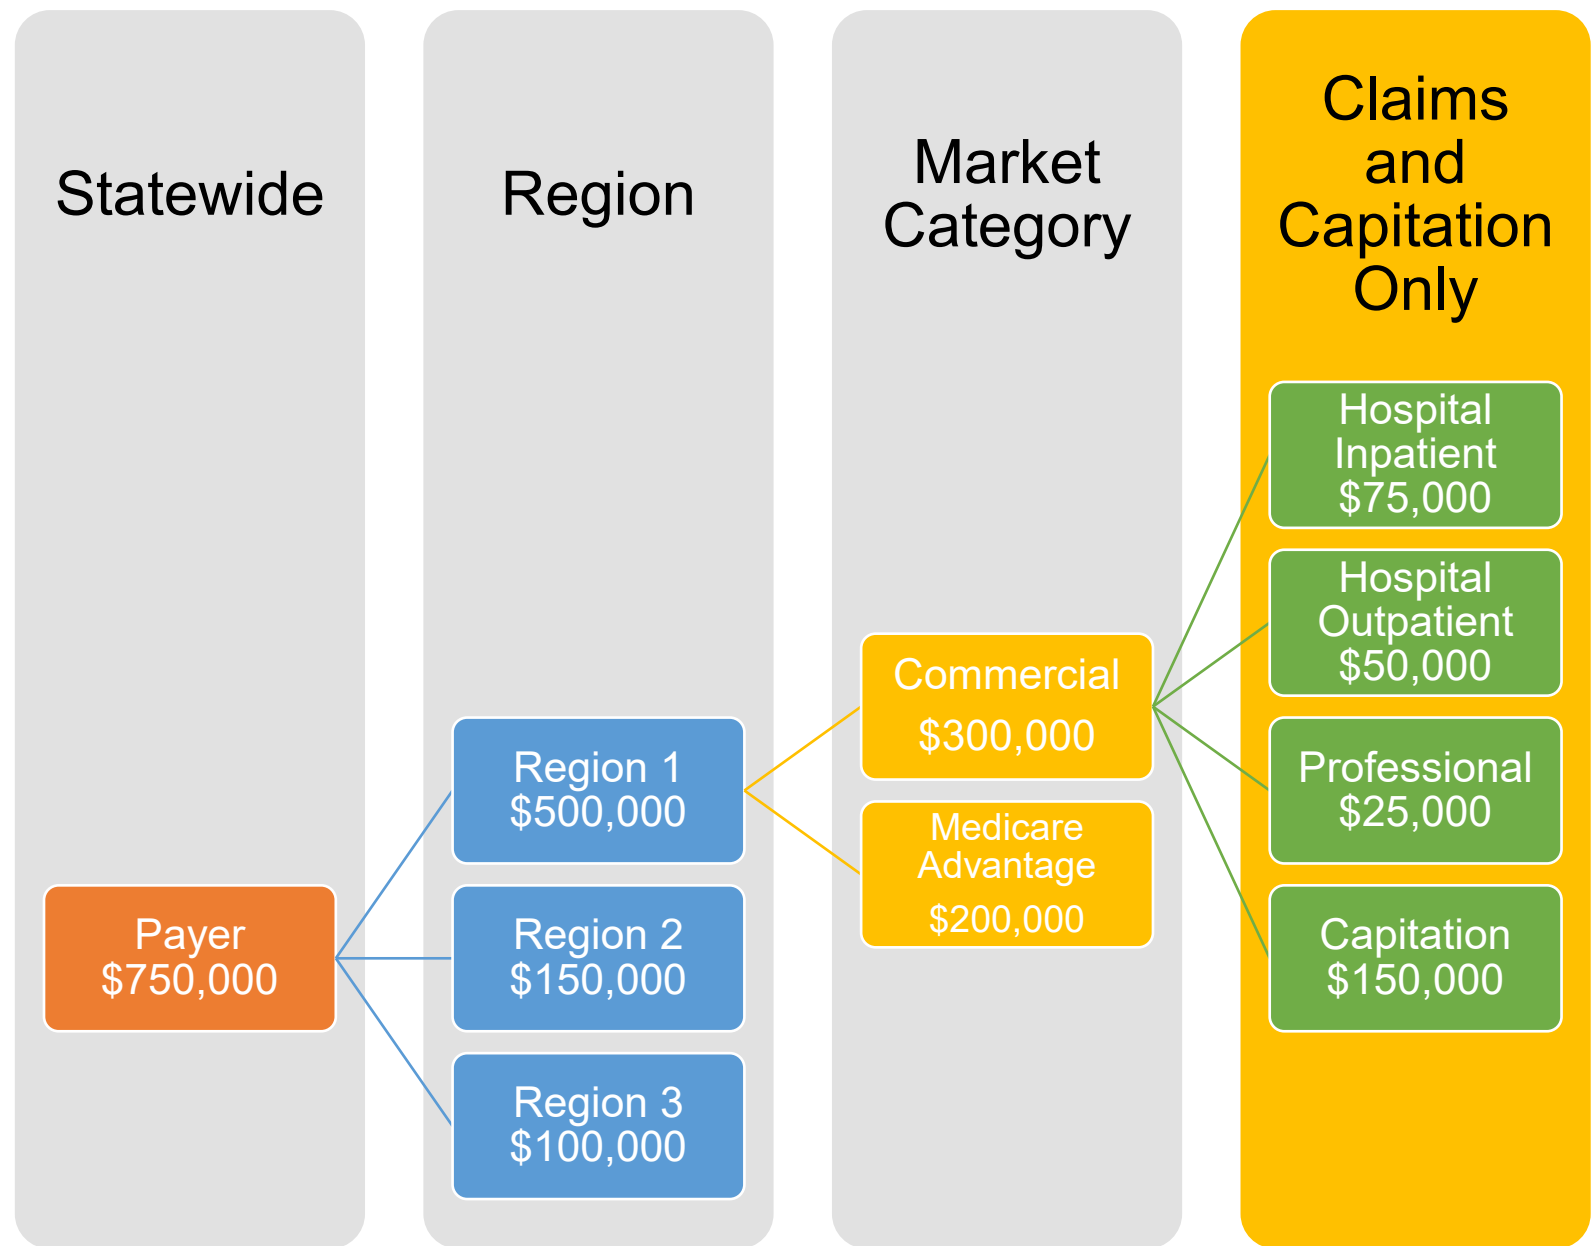 Statewide
Payer
$750,000
Region
Region 1
$500,000
Region 2
$150,000
Region 3
$100,000
Market
Category
Commercial
$300,000
Medicare
Advantage
$200,000
Claims
and
Capitation
Only
Hospital
Inpatient
$75,000
Hospital
Outpatient
$50,000
Professional
$25,000
Capitation
$150,000